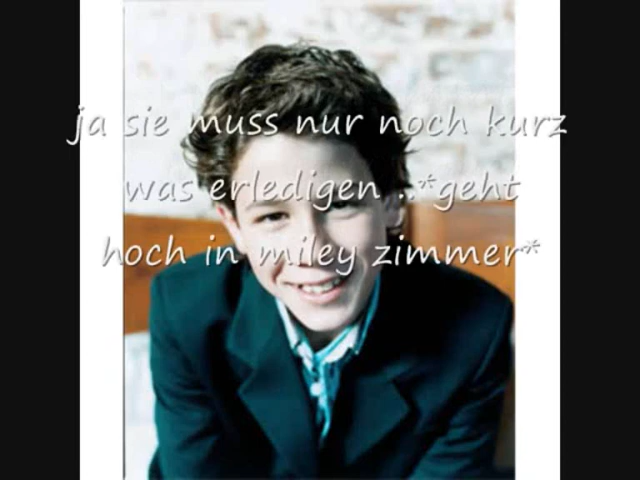 ja sie muss nur noch kurz
was erledigen ..*geht
hoch in miley zimmer*